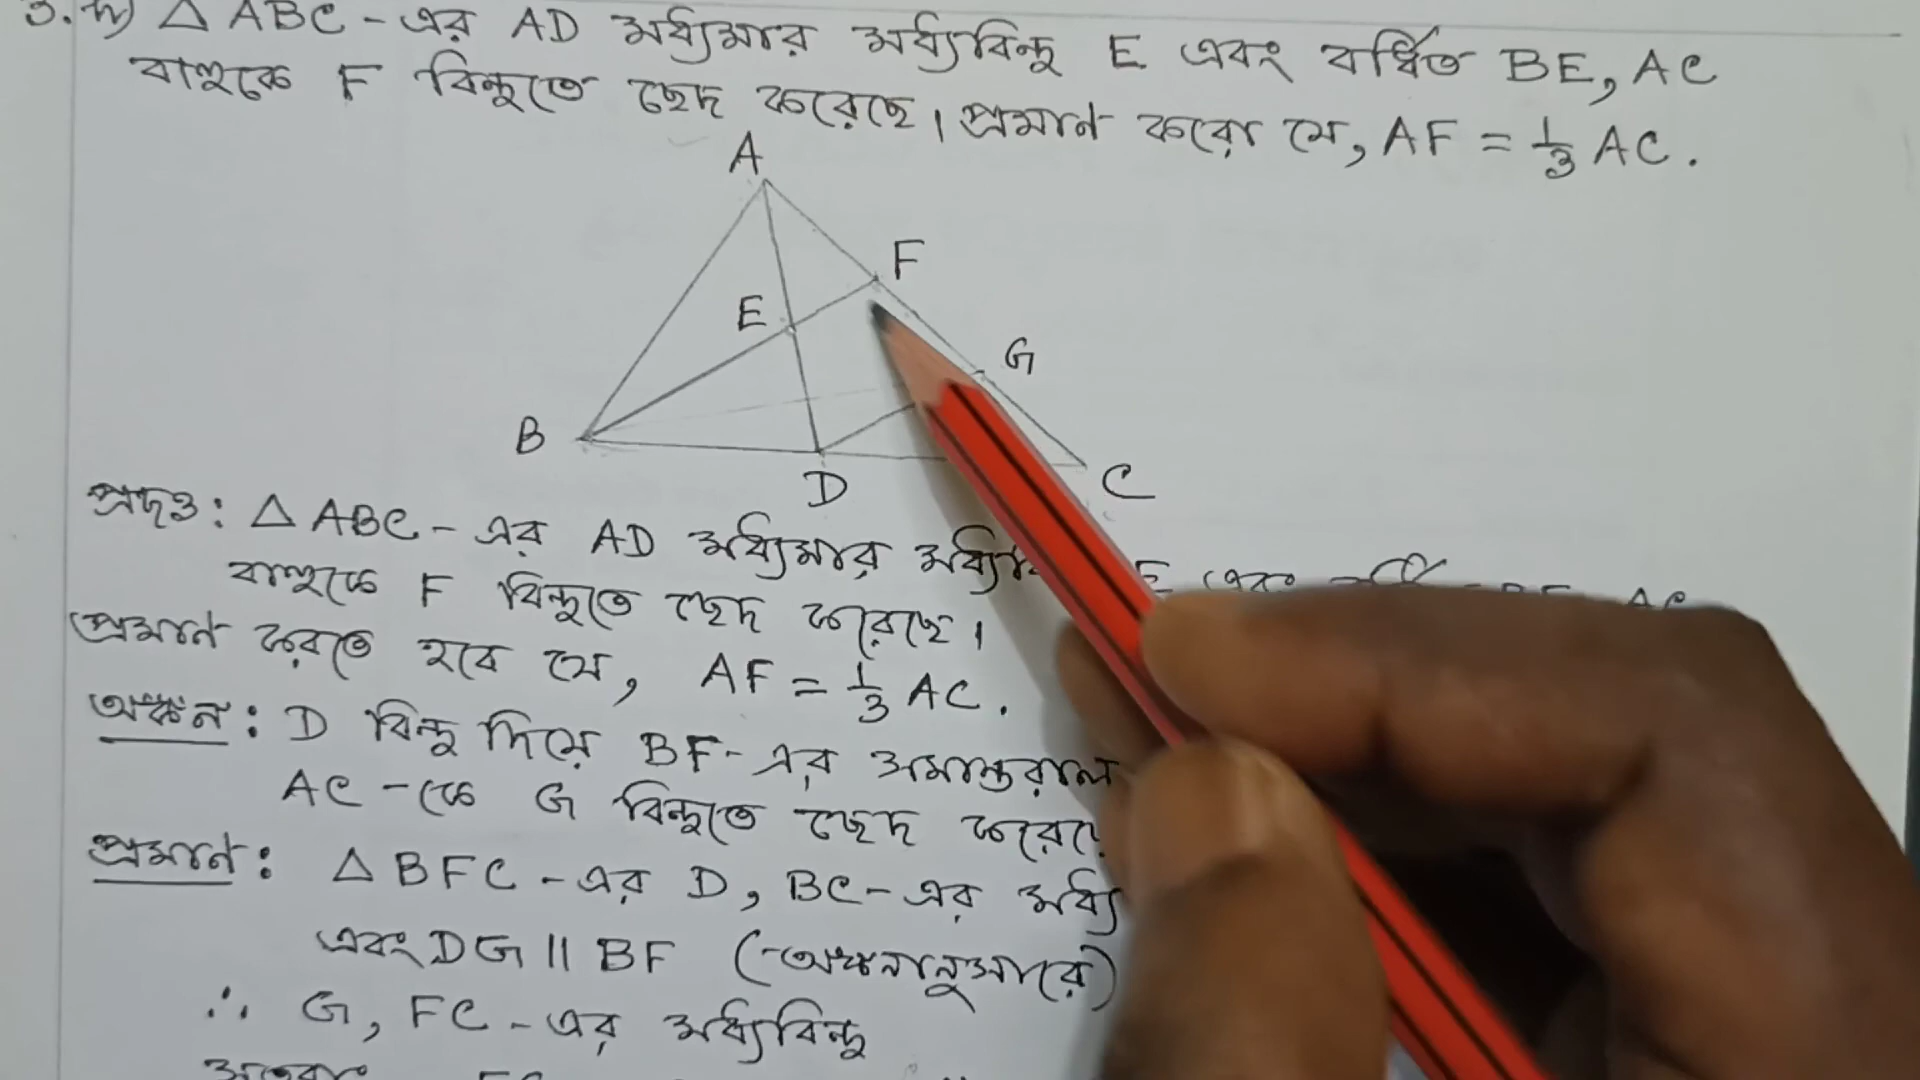 △ ABC - এর AD মধ্যমার মধ্যবিন্দু E এবং বর্ধিত BE, AC
বাহুকে F বিন্দুতে ছেদ করেছে। প্রমাণ করো যে, AF = 1/3 AC.
A
F
E
G
B
D
C
প্রদত্ত: △ ABC - এর AD মধ্যমার
বাহুকে F বিন্দুতে ছেদ করেছে।
প্রমাণ করতে হবে যে, AF = 1/3 AC.
অঙ্কন: D বিন্দু দিয়ে BF- এর সমান্তরাল
AC - কে G বিন্দুতে ছেদ
প্রমাণ: △ BFC - এর D, BC - এর
এবং DG || BF (অঙ্কনানুসারে)
∴ G, FC - এর মধ্যবিন্দু